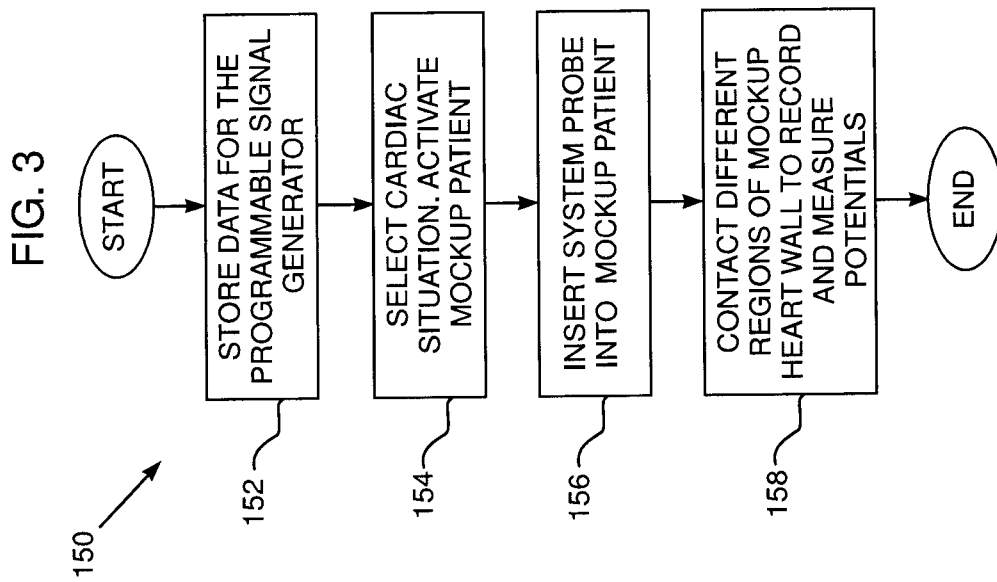 FIG. 3
150
START
152
STORE DATA FOR THE
PROGRAMMABLE SIGNAL
GENERATOR
154
SELECT CARDIAC
SITUATION. ACTIVATE
MOCKUP PATIENT
156
INSERT SYSTEM PROBE
INTO MOCKUP PATIENT
158
CONTACT DIFFERENT
REGIONS OF MOCKUP
HEART WALL TO RECORD
AND MEASURE
POTENTIALS
END